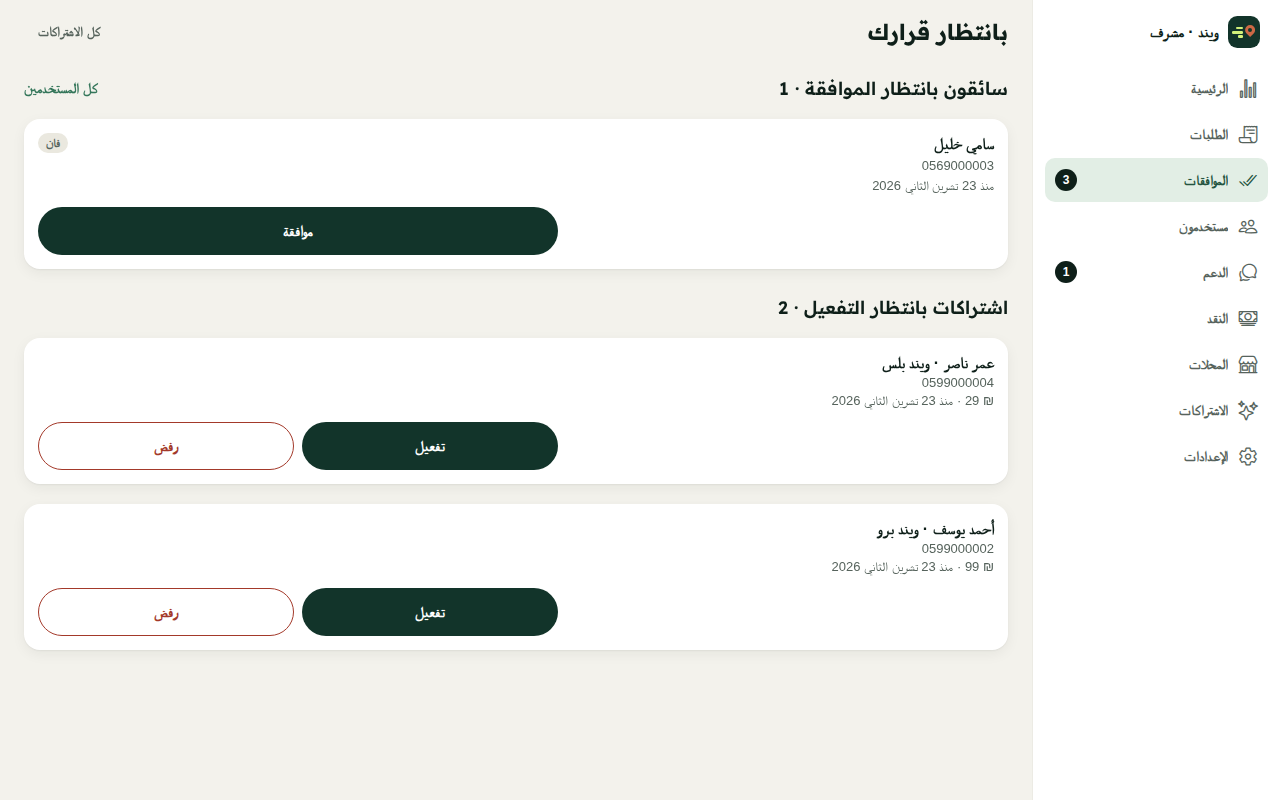 ويند · مشرف
الرئيسية
الطلبات
الموافقات 3
مستخدمون
الدعم 1
النقد
المحلات
الاشتراكات
الإعدادات
بانتظار قرارك
كل الاشتراكات
سائقون بانتظار الموافقة · 1
كل المستخدمين
سامي خليل
فان
0569000003
منذ 23 تشرين الثاني 2026
موافقة
اشتراكات بانتظار التفعيل · 2
عمر ناصر · ويند بلس
0599000004
₪ 29 · منذ 23 تشرين الثاني 2026
تفعيل
رفض
أحمد يوسف · ويند برو
0599000002
₪ 99 · منذ 23 تشرين الثاني 2026
تفعيل
رفض